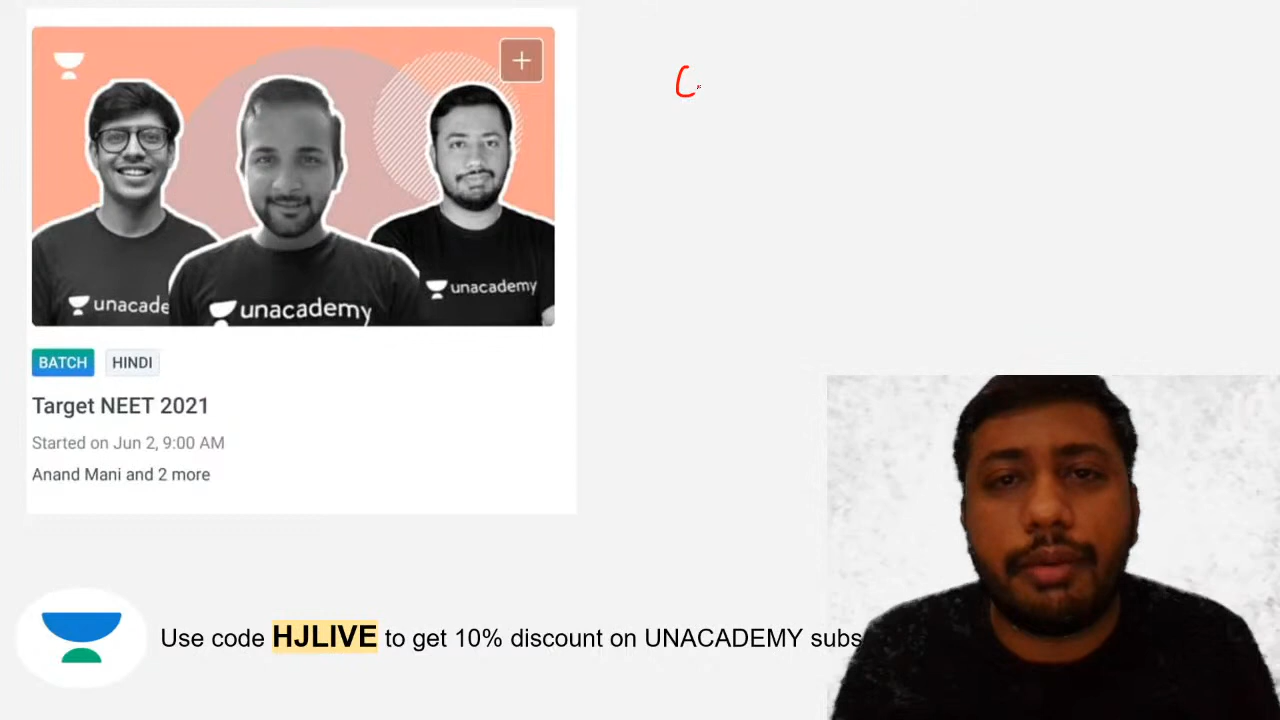 unacade
unacademy
unacademy
BATCH HINDI
Target NEET 2021
Started on Jun 2, 9:00 AM
Anand Mani and 2 more
Use code HJLIVE to get 10% discount on UNACADEMY subs